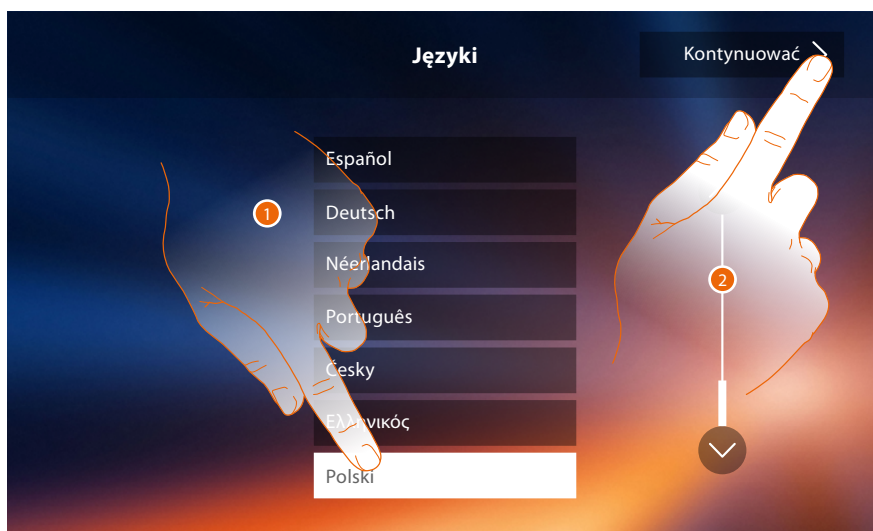 Języki
Kontynuować
Español
Deutsch
Néerlandais
Português
Česky
Ελληνικός
Polski
1
2